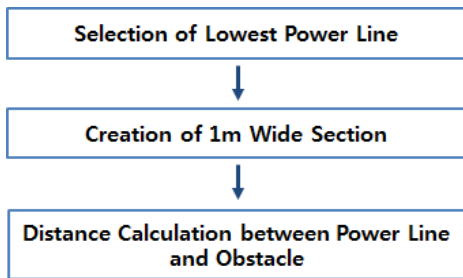 Selection of Lowest Power Line
Creation of 1m Wide Section
Distance Calculation between Power Line
and Obstacle